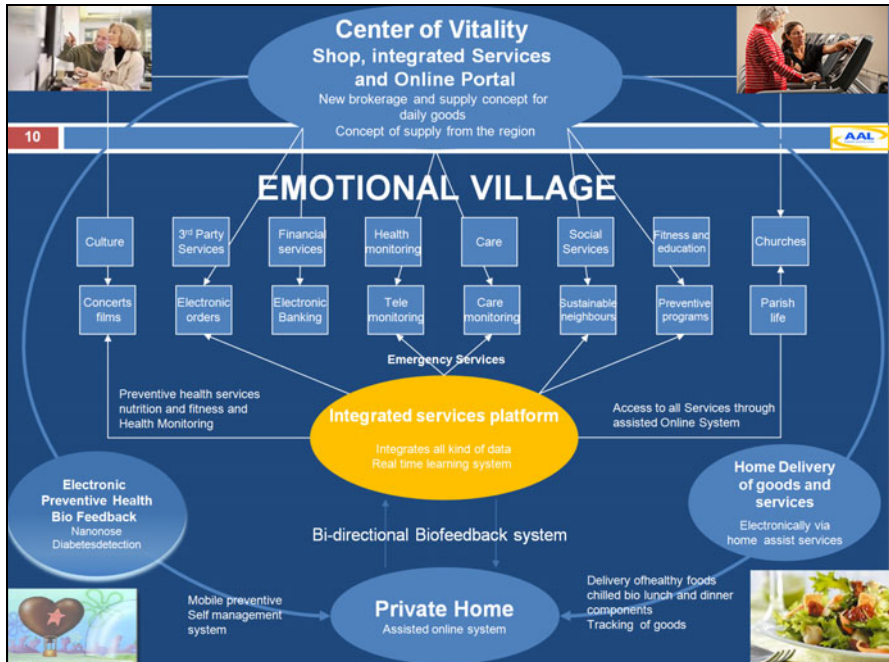 Center of Vitality
Shop, integrated Services
and Online Portal
New brokerage and supply concept for
daily goods
Concept of supply from the region
10
AAL
EMOTIONAL VILLAGE
Culture
3rd Party
Services
Financial
services
Health
monitoring
Care
Social
Services
Fitness and
education
Churches
Concerts
films
Electronic
orders
Electronic
Banking
Tele
monitoring
Care
monitoring
Sustainable
neighbours
Preventive
programs
Parish
life
Emergency Services
Preventive health services
nutrition and fitness and
Health Monitoring
Integrated services platform
Integrates all kind of data
Real time learning system
Access to all Services through
assisted Online System
Electronic
Preventive Health
Bio Feedback
Nanonose
Diabetesdetection
Home Delivery
of goods and
services
Electronically via
home assist services
Bi-directional Biofeedback system
Mobile preventive
Self management
system
Private Home
Assisted online system
Delivery ofhealthy foods
chilled bio lunch and dinner
components
Tracking of goods